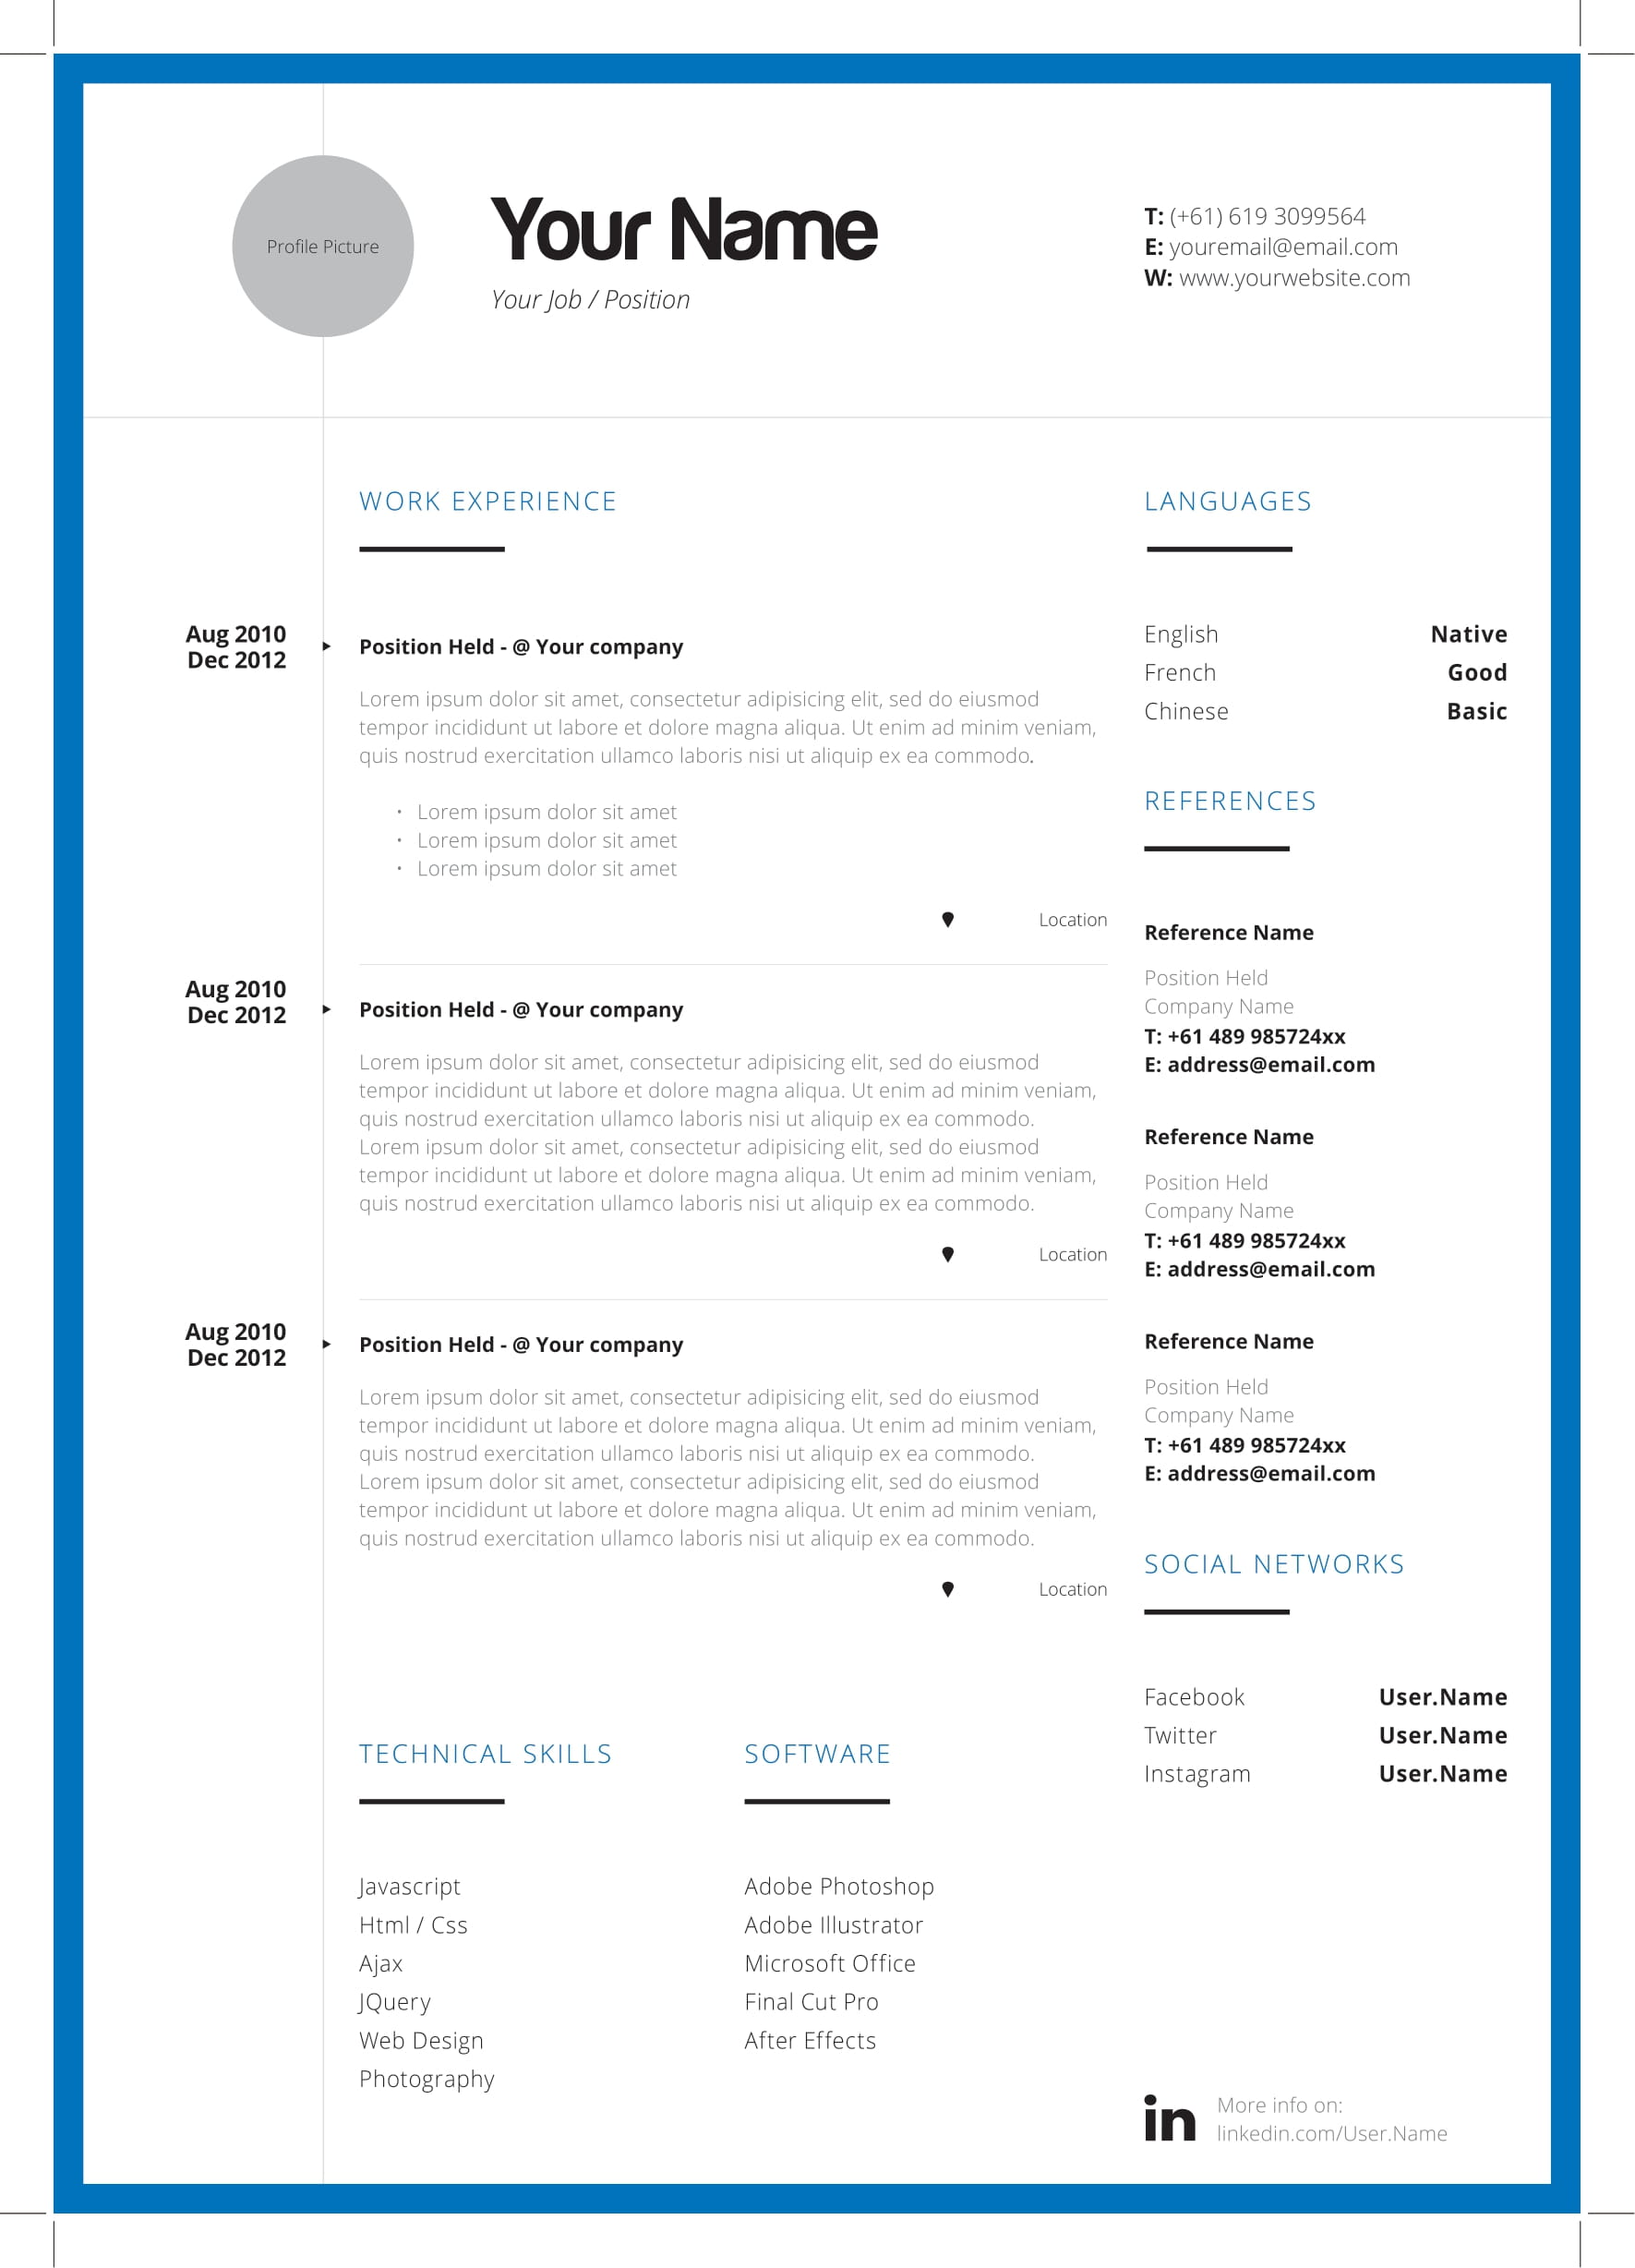 Profile Picture
Your Name
Your Job / Position
T: (+61) 619 3099564
E: youremail@email.com
W: www.yourwebsite.com
WORK EXPERIENCE
Aug 2010
Dec 2012
Position Held - @ Your company
Lorem ipsum dolor sit amet, consectetur adipisicing elit, sed do eiusmod
tempor incididunt ut labore et dolore magna aliqua. Ut enim ad minim veniam,
quis nostrud exercitation ullamco laboris nisi ut aliquip ex ea commodo.
• Lorem ipsum dolor sit amet
• Lorem ipsum dolor sit amet
• Lorem ipsum dolor sit amet
Location
Aug 2010
Dec 2012
Position Held - @ Your company
Lorem ipsum dolor sit amet, consectetur adipisicing elit, sed do eiusmod
tempor incididunt ut labore et dolore magna aliqua. Ut enim ad minim veniam,
quis nostrud exercitation ullamco laboris nisi ut aliquip ex ea commodo.
Lorem ipsum dolor sit amet, consectetur adipisicing elit, sed do eiusmod
tempor incididunt ut labore et dolore magna aliqua. Ut enim ad minim veniam,
quis nostrud exercitation ullamco laboris nisi ut aliquip ex ea commodo.
Location
Aug 2010
Dec 2012
Position Held - @ Your company
Lorem ipsum dolor sit amet, consectetur adipisicing elit, sed do eiusmod
tempor incididunt ut labore et dolore magna aliqua. Ut enim ad minim veniam,
quis nostrud exercitation ullamco laboris nisi ut aliquip ex ea commodo.
Lorem ipsum dolor sit amet, consectetur adipisicing elit, sed do eiusmod
tempor incididunt ut labore et dolore magna aliqua. Ut enim ad minim veniam,
quis nostrud exercitation ullamco laboris nisi ut aliquip ex ea commodo.
Location
TECHNICAL SKILLS
Javascript
Html / Css
Ajax
JQuery
Web Design
Photography
SOFTWARE
Adobe Photoshop
Adobe Illustrator
Microsoft Office
Final Cut Pro
After Effects
LANGUAGES
English Native
French Good
Chinese Basic
REFERENCES
Reference Name
Position Held
Company Name
T: +61 489 985724xx
E: address@email.com
Reference Name
Position Held
Company Name
T: +61 489 985724xx
E: address@email.com
Reference Name
Position Held
Company Name
T: +61 489 985724xx
E: address@email.com
SOCIAL NETWORKS
Facebook User.Name
Twitter User.Name
Instagram User.Name
in
More info on:
linkedin.com/User.Name